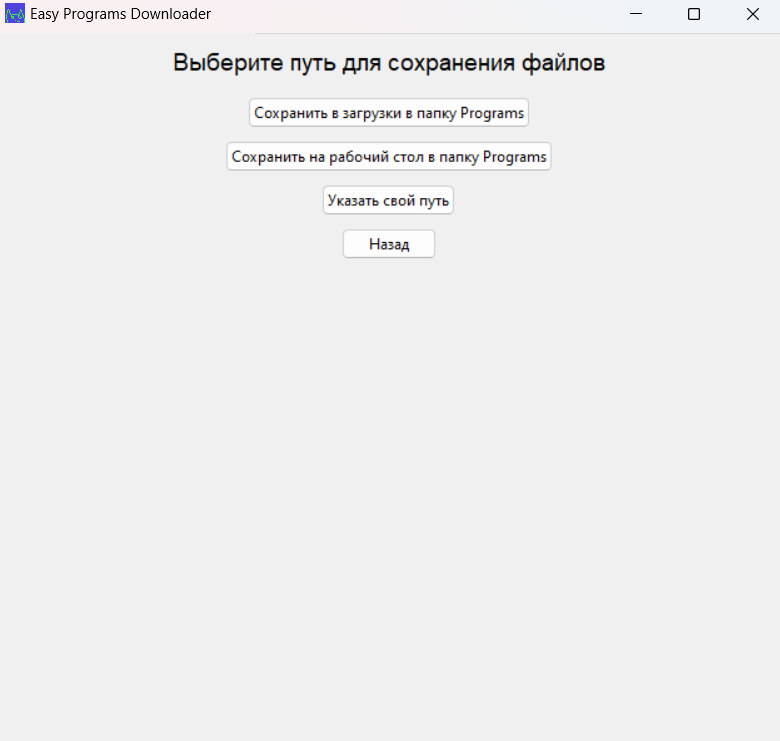 Easy Programs Downloader
Выберите путь для сохранения файлов
Сохранить в загрузки в папку Programs
Сохранить на рабочий стол в папку Programs
Указать свой путь
Назад